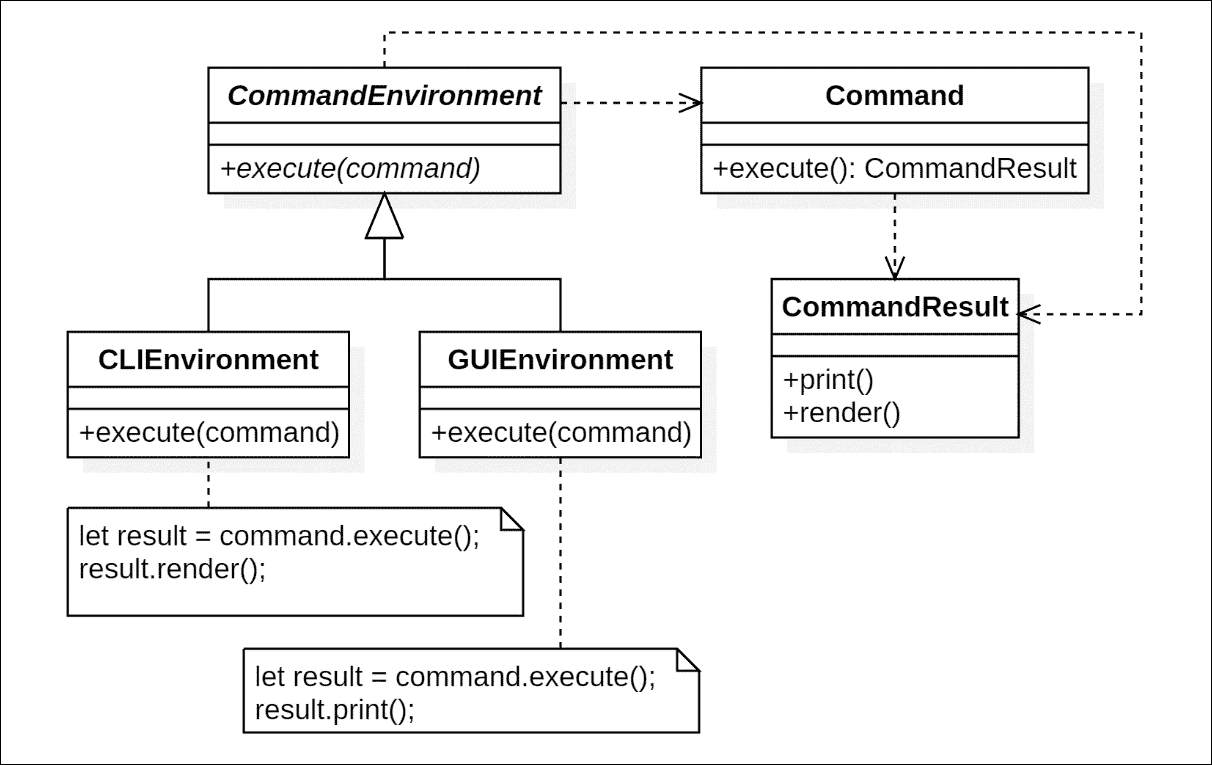 CommandEnvironment
+execute(command)
Command
+execute(): CommandResult
CommandResult
+print()
+render()
CLIEnvironment
+execute(command)
GUIEnvironment
+execute(command)
let result = command.execute();
result.render();
let result = command.execute();
result.print();